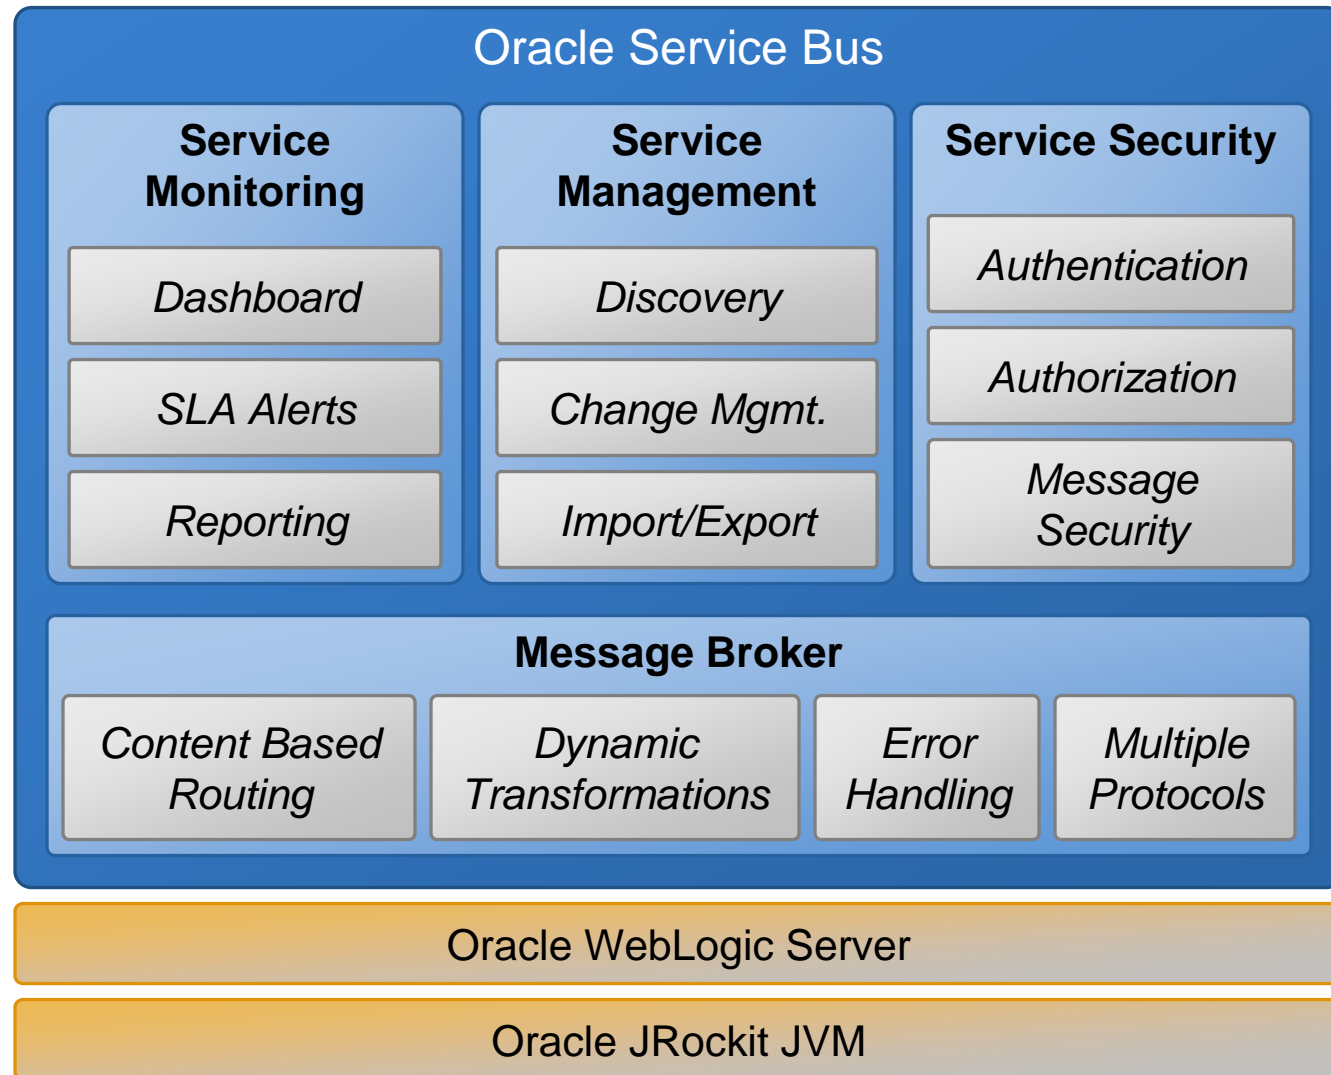 Oracle Service Bus
Service
Monitoring
Dashboard
SLA Alerts
Reporting
Service
Management
Discovery
Change Mgmt.
Import/Export
Service Security
Authentication
Authorization
Message
Security
Message Broker
Content Based
Routing
Dynamic
Transformations
Error
Handling
Multiple
Protocols
Oracle WebLogic Server
Oracle JRockit JVM